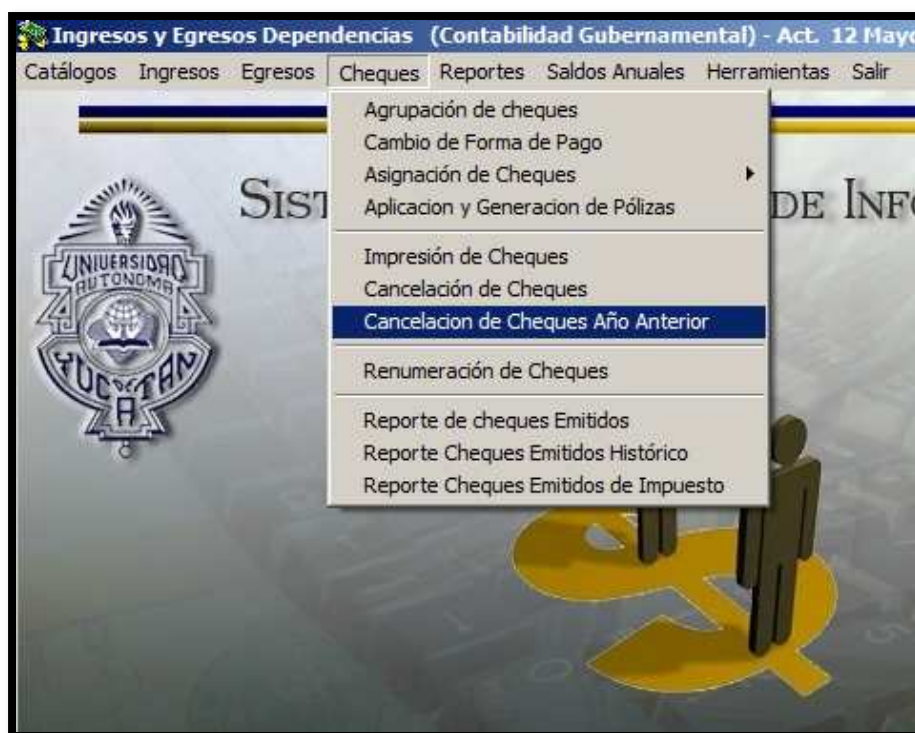 Ingresos y Egresos Dependencias (Contabilidad Gubernamental) - Act. 12 Mayo
Catálogos Ingresos Egresos Cheques Reportes Saldos Anuales Herramientas Salir
Agrupación de cheques
Cambio de Forma de Pago
Asignación de Cheques
Aplicacion y Generacion de Pólizas
Impresión de Cheques
Cancelación de Cheques
Cancelacion de Cheques Año Anterior
Renumeración de Cheques
Reporte de cheques Emitidos
Reporte Cheques Emitidos Histórico
Reporte Cheques Emitidos de Impuesto
SIST DE INFO
UNIVERSIDAD
AUTONOMA
YUCATAN